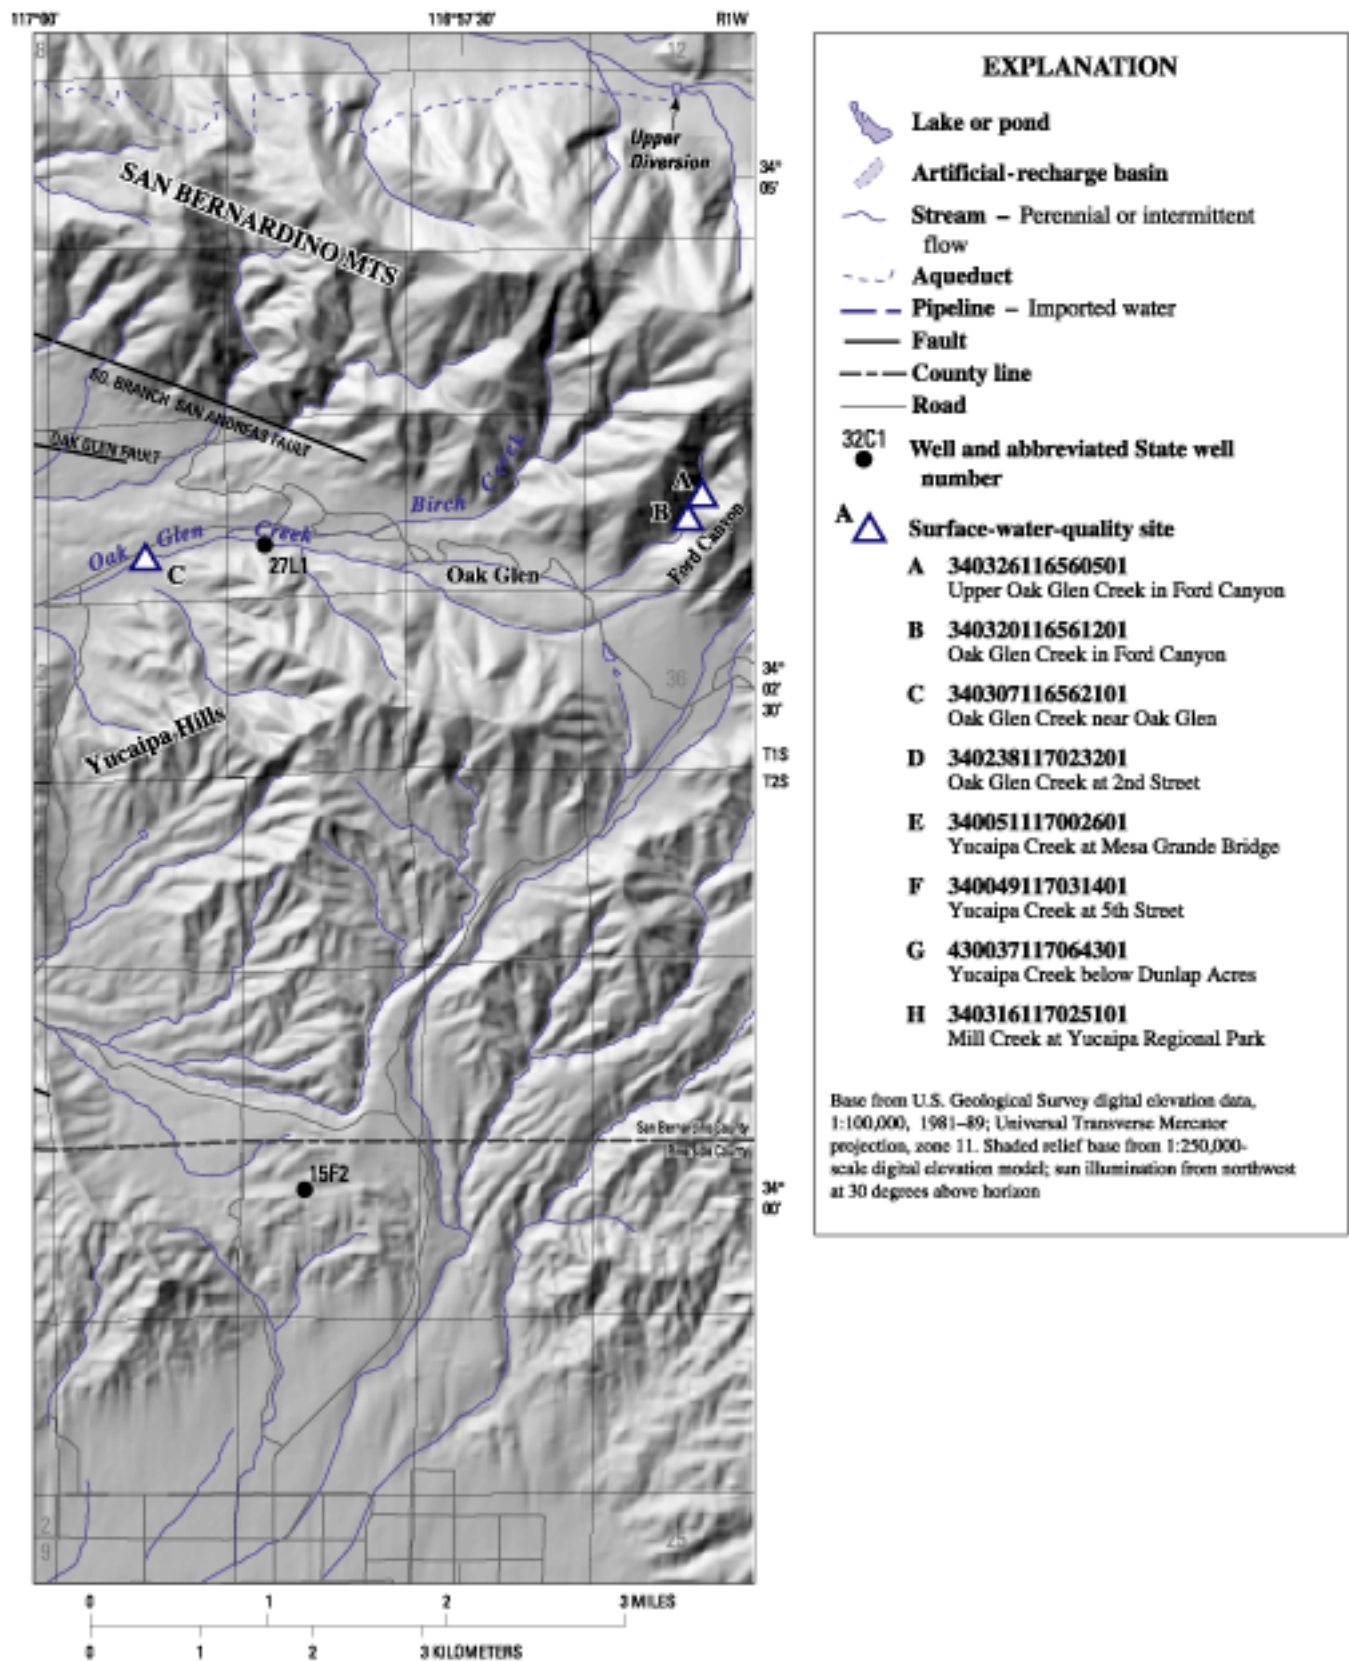 117°00'
116°57'30"
R1W
6
12
Upper
Diversion
34°
05'
SAN BERNARDINO MTS
SO. BRANCH SAN ANDREAS FAULT
OAK GLEN FAULT
Birch Creek
A
B
Ford Canyon
Oak Glen Creek
27L1
C
Oak Glen
34°
02'
30"
36
Yucaipa Hills
T1S
T2S
San Bernardino County
Riverside County
15F2
34°
00'
2
9
25
0 1 2 3 MILES
0 1 2 3 KILOMETERS
EXPLANATION
Lake or pond
Artificial-recharge basin
Stream – Perennial or intermittent
flow
Aqueduct
Pipeline – Imported water
Fault
County line
Road
32C1
Well and abbreviated State well
number
A
Surface-water-quality site
A 340326116560501
Upper Oak Glen Creek in Ford Canyon
B 340320116561201
Oak Glen Creek in Ford Canyon
C 340307116562101
Oak Glen Creek near Oak Glen
D 340238117023201
Oak Glen Creek at 2nd Street
E 340051117002601
Yucaipa Creek at Mesa Grande Bridge
F 340049117031401
Yucaipa Creek at 5th Street
G 430037117064301
Yucaipa Creek below Dunlap Acres
H 340316117025101
Mill Creek at Yucaipa Regional Park
Base from U.S. Geological Survey digital elevation data,
1:100,000, 1981–89; Universal Transverse Mercator
projection, zone 11. Shaded relief base from 1:250,000-
scale digital elevation model; sun illumination from northwest
at 30 degrees above horizon